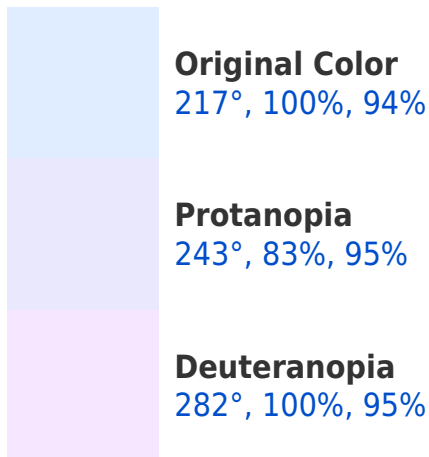 Original Color
217°, 100%, 94%
Protanopia
243°, 83%, 95%
Deuteranopia
282°, 100%, 95%